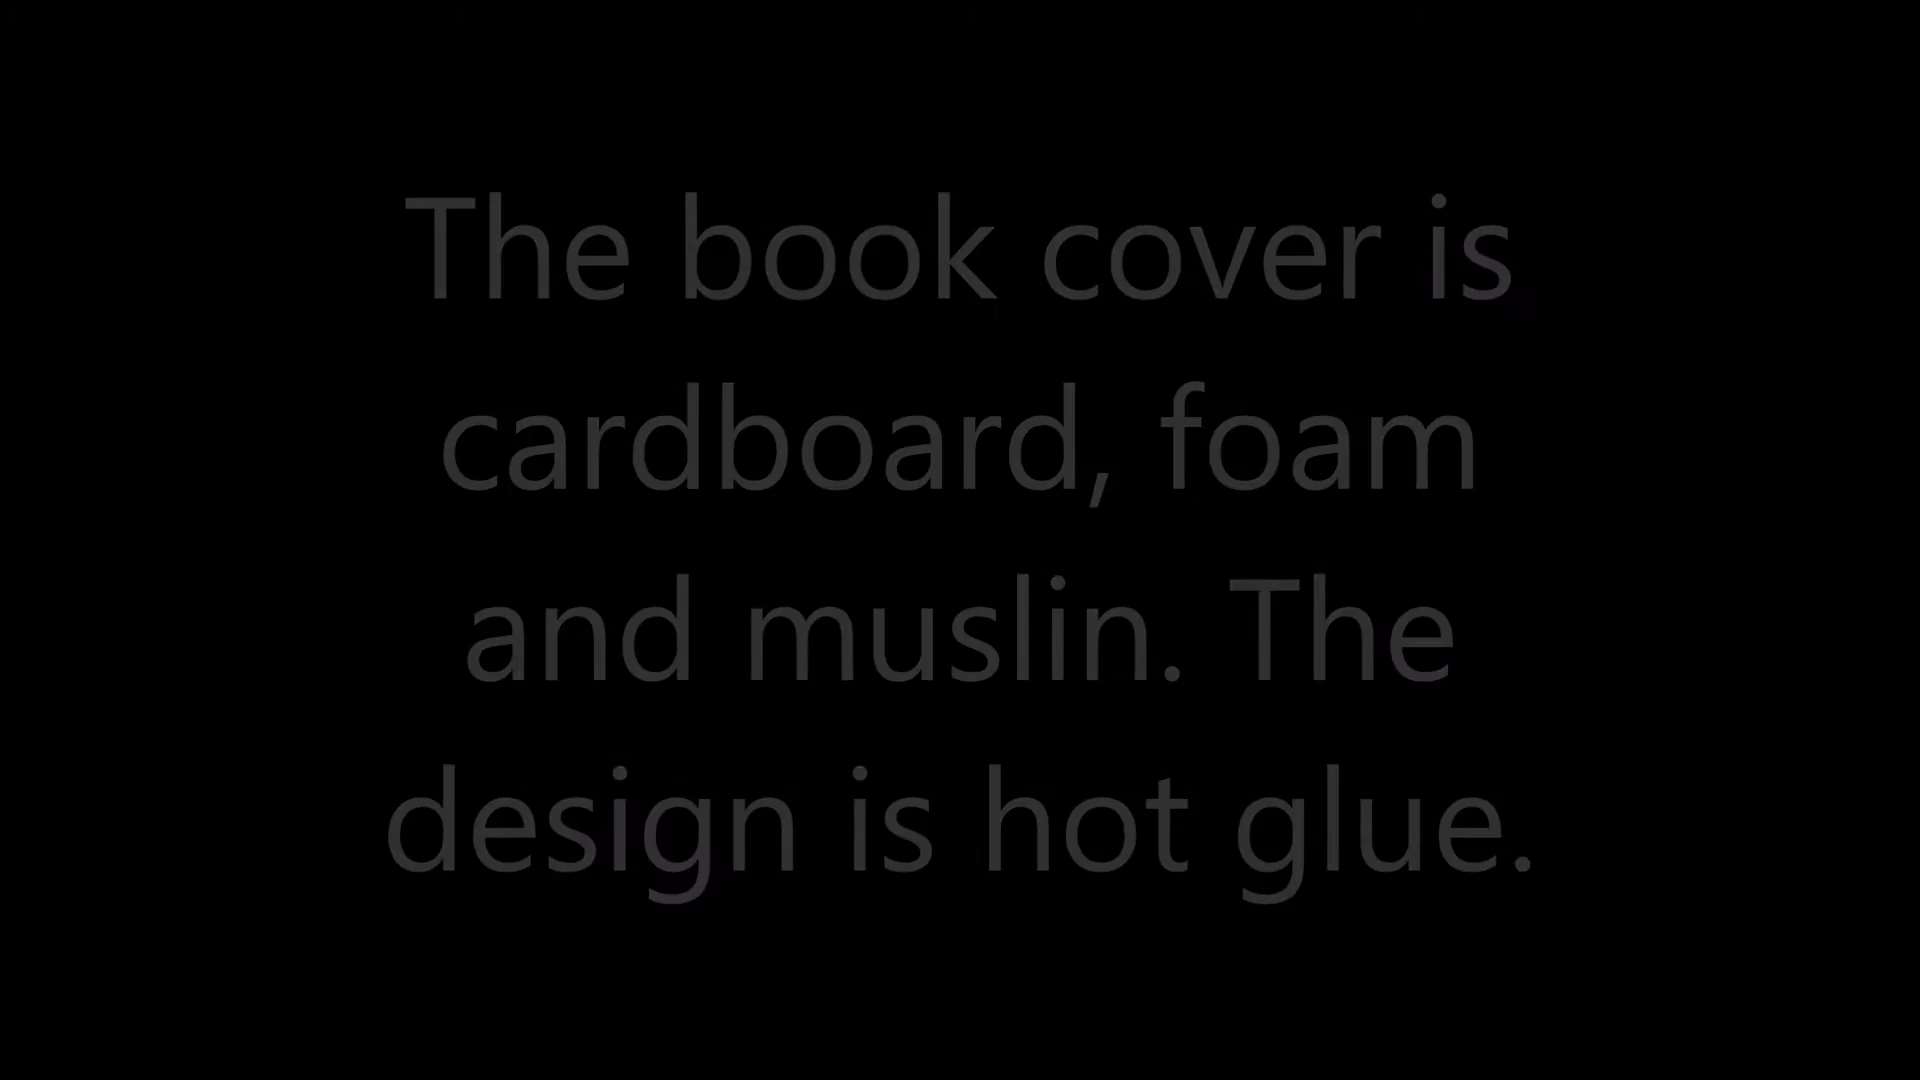 The book cover is
cardboard, foam
and muslin. The
design is hot glue.